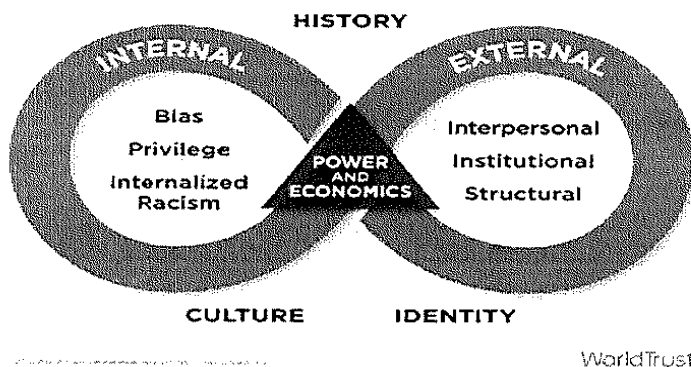 HISTORY
INTERNAL
EXTERNAL
Bias
Privilege
Internalized
Racism
POWER
AND
ECONOMICS
Interpersonal
Institutional
Structural
CULTURE
IDENTITY
WorldTrust